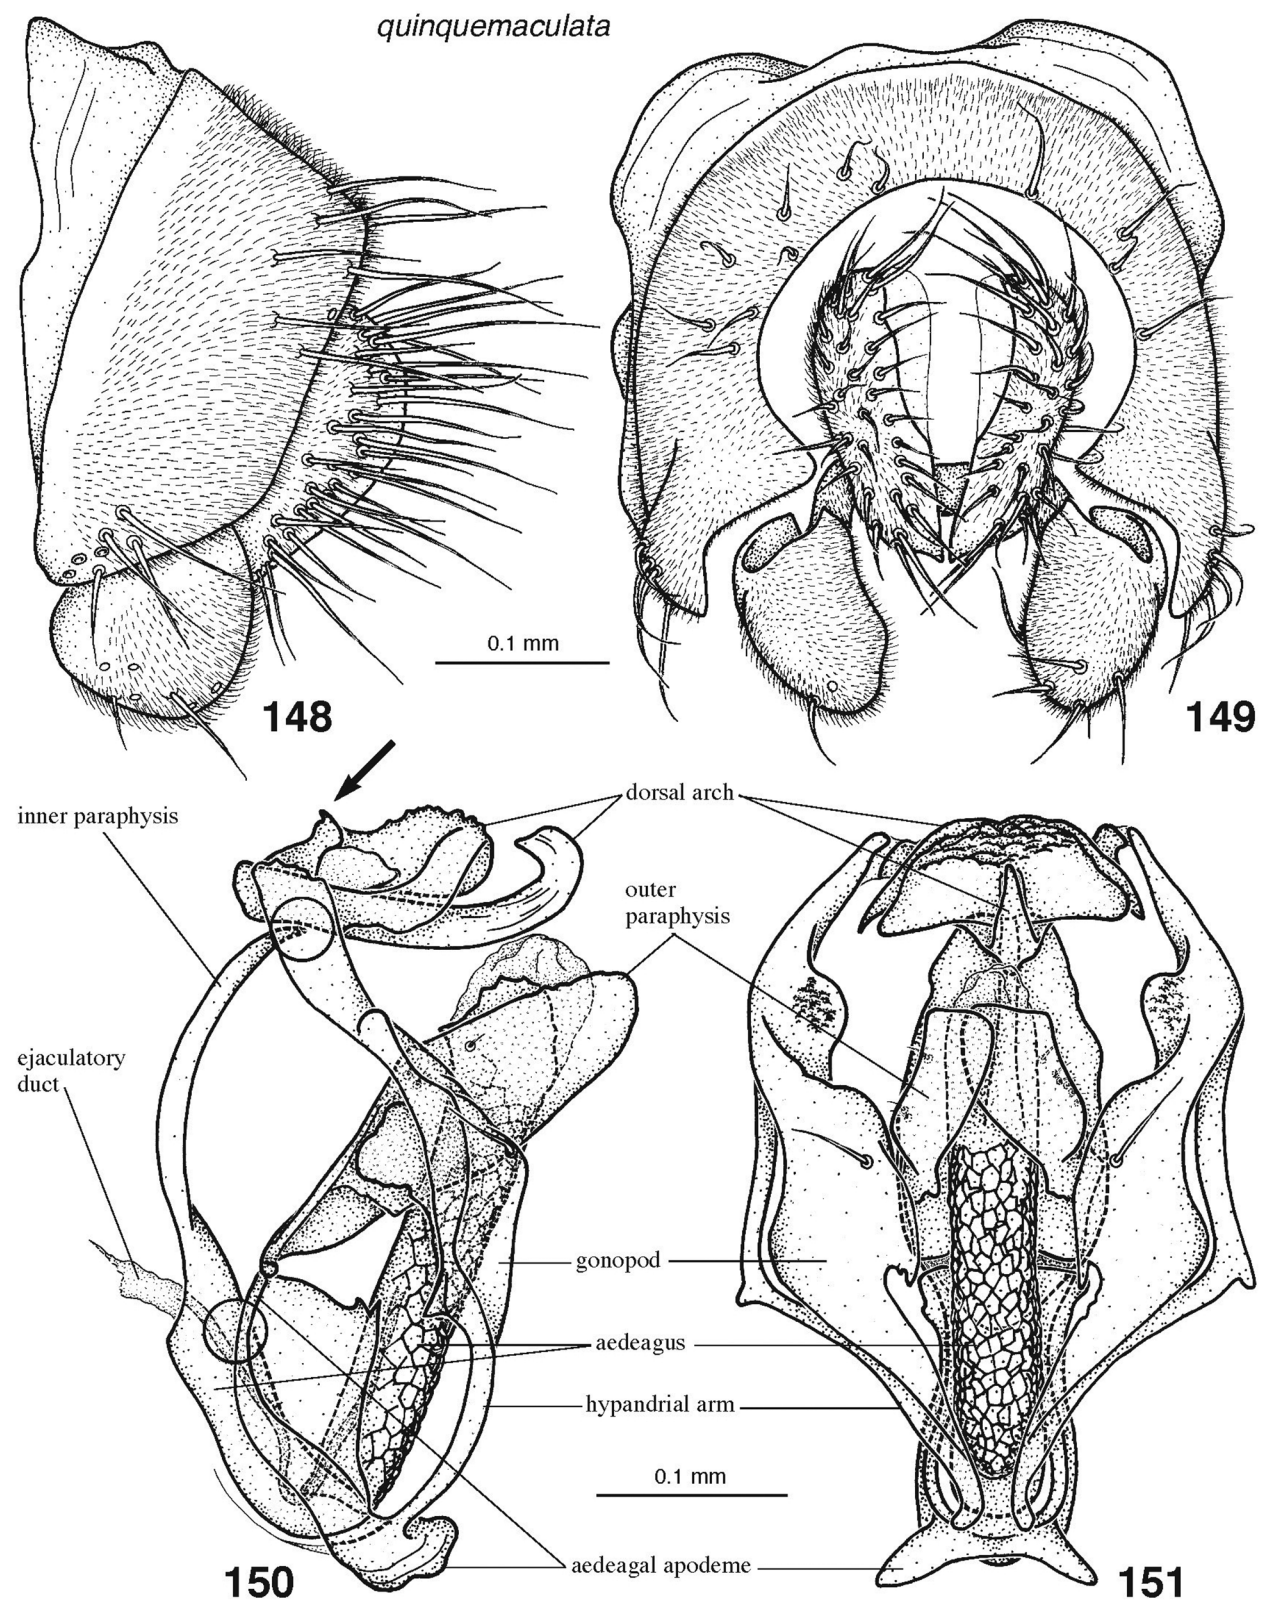 quinquemaculata
0.1 mm
148
149
inner paraphysis
dorsal arch
outer
paraphysis
ejaculatory
duct
gonopod
aedeagus
hypandrial arm
0.1 mm
aedeagal apodeme
150
151